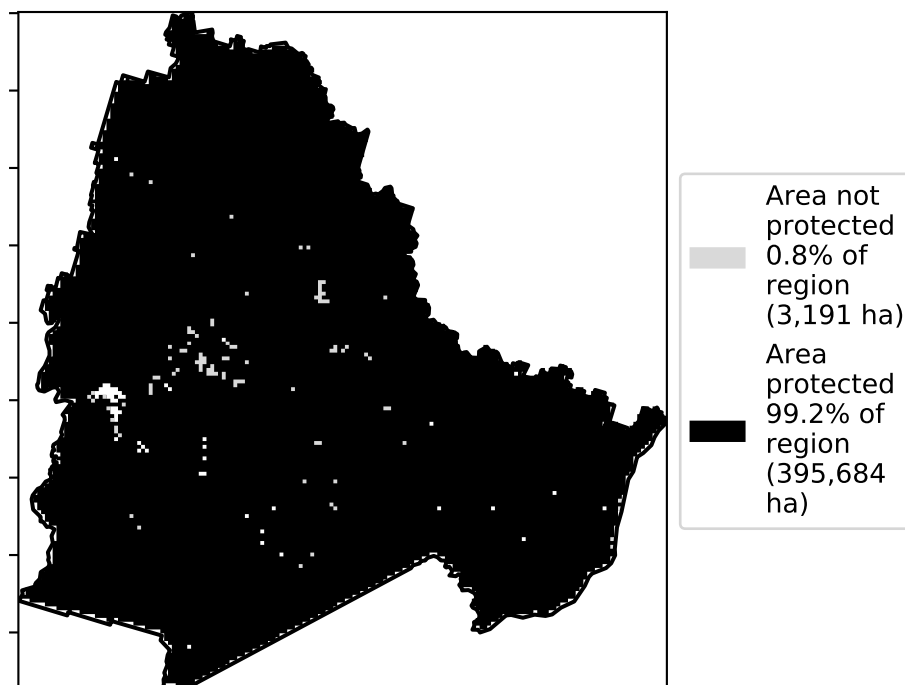 Area not
protected
0.8% of
region
(3,191 ha)
Area
protected
99.2% of
region
(395,684
ha)